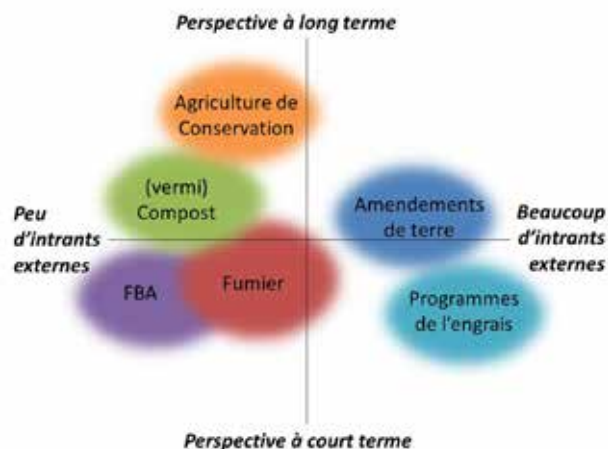 Perspective à long terme
Agriculture de
Conservation
(vermi)
Compost
Peu
d'intrants
externes
Amendements
de terre
Beaucoup
d'intrants
externes
FBA
Fumier
Programmes
de l'engrais
Perspective à court terme